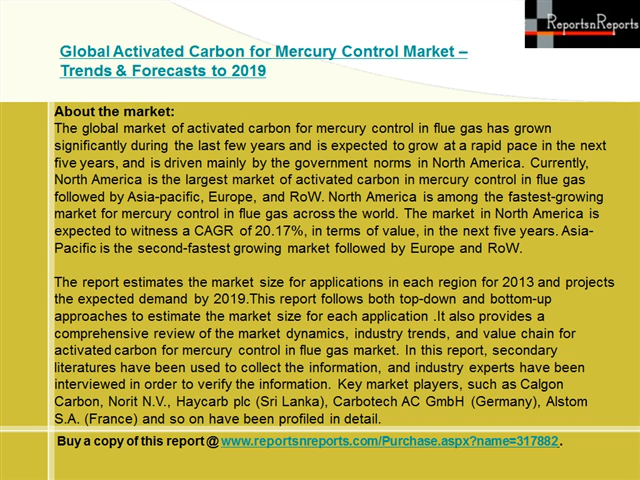 ReportsnReports
Global Activated Carbon for Mercury Control Market –
Trends & Forecasts to 2019
About the market:
The global market of activated carbon for mercury control in flue gas has grown
significantly during the last few years and is expected to grow at a rapid pace in the next
five years, and is driven mainly by the government norms in North America. Currently,
North America is the largest market of activated carbon in mercury control in flue gas
followed by Asia-pacific, Europe, and RoW. North America is among the fastest-growing
market for mercury control in flue gas across the world. The market in North America is
expected to witness a CAGR of 20.17%, in terms of value, in the next five years. Asia-
Pacific is the second-fastest growing market followed by Europe and RoW.
The report estimates the market size for applications in each region for 2013 and projects
the expected demand by 2019.This report follows both top-down and bottom-up
approaches to estimate the market size for each application .It also provides a
comprehensive review of the market dynamics, industry trends, and value chain for
activated carbon for mercury control in flue gas market. In this report, secondary
literatures have been used to collect the information, and industry experts have been
interviewed in order to verify the information. Key market players, such as Calgon
Carbon, Norit N.V., Haycarb plc (Sri Lanka), Carbotech AC GmbH (Germany), Alstom
S.A. (France) and so on have been profiled in detail.
Buy a copy of this report @ www.reportsnreports.com/Purchase.aspx?name=317882.